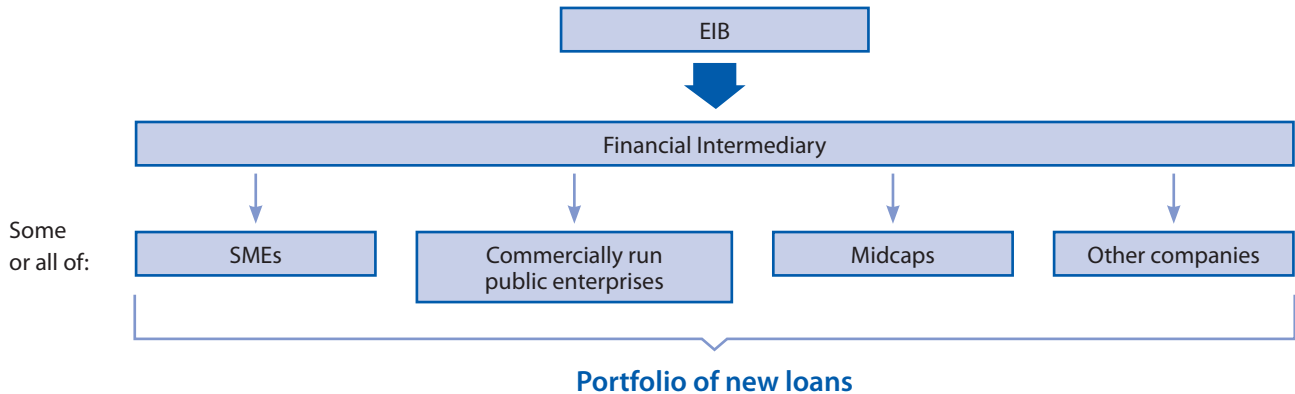 EIB
Financial Intermediary
Some
or all of:
SMEs
Commercially run
public enterprises
Midcaps
Other companies
Portfolio of new loans